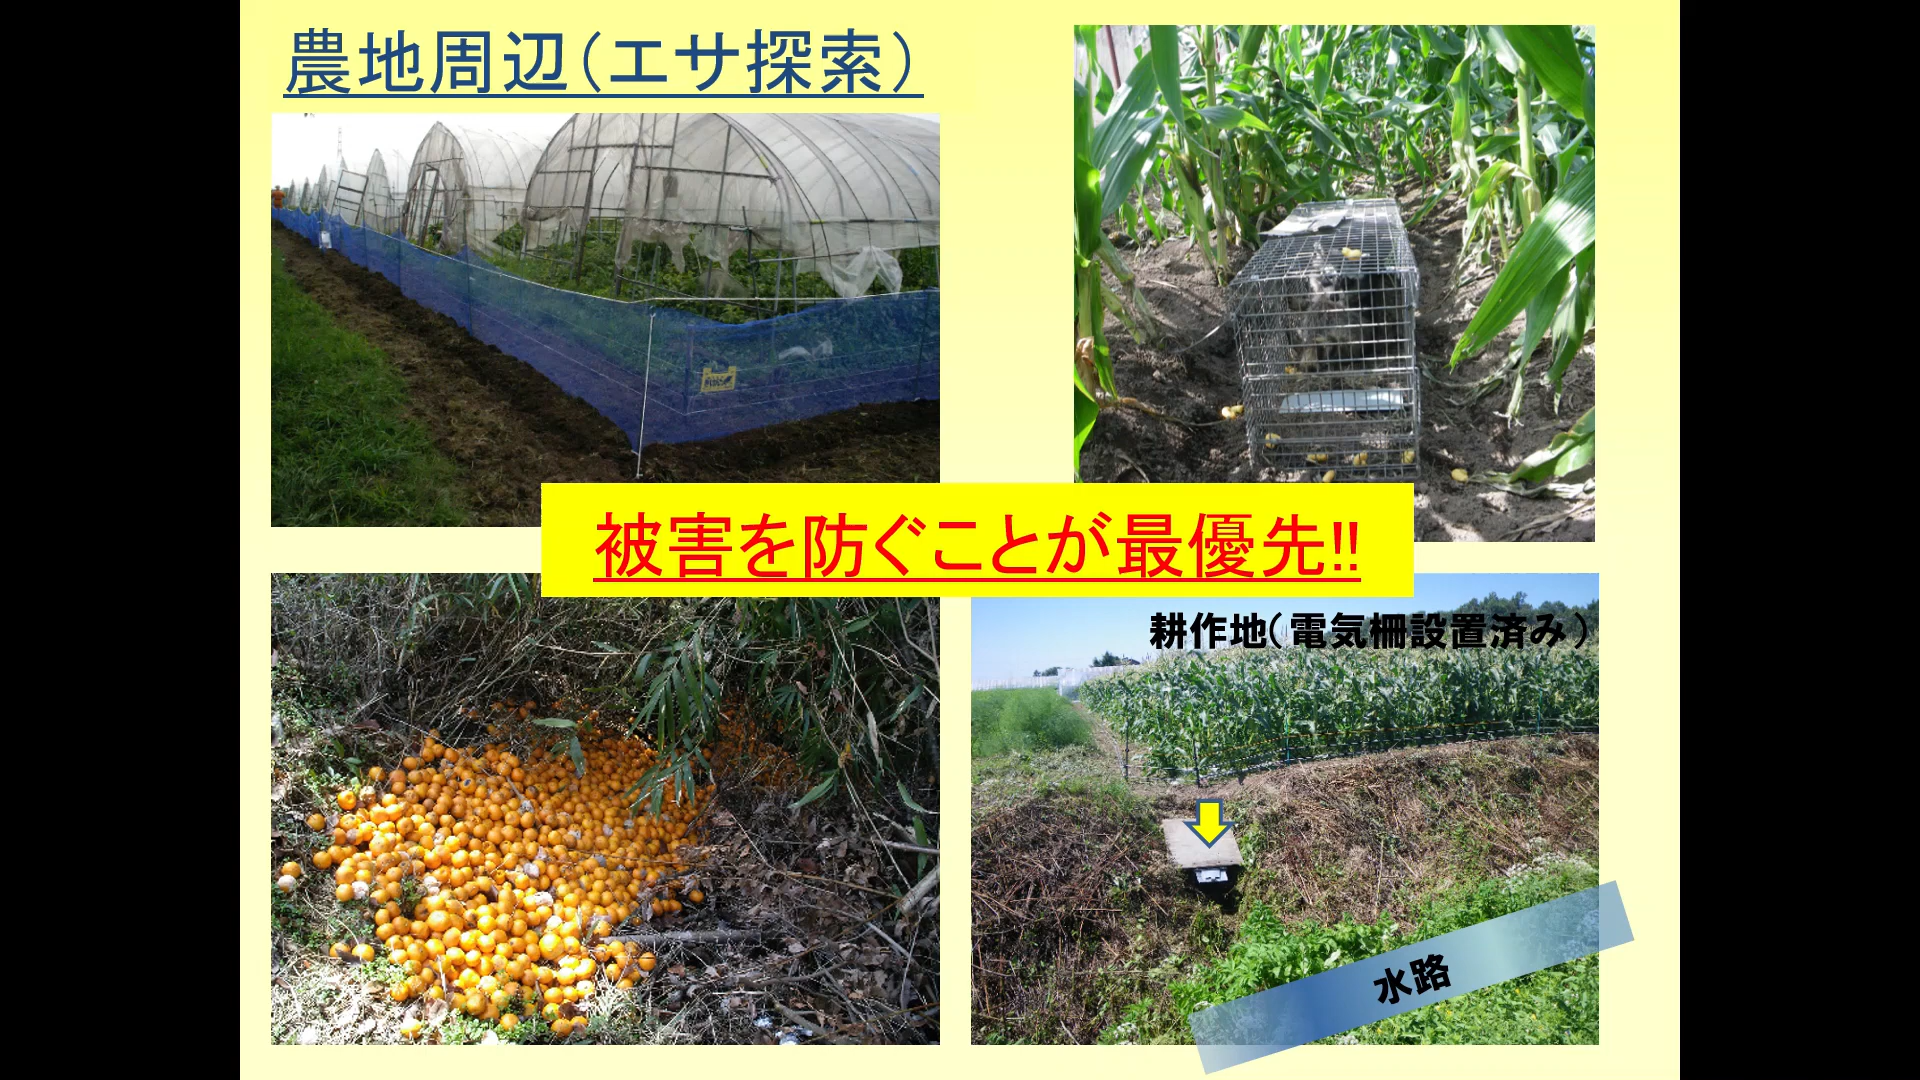 農地周辺（エサ探索）
被害を防ぐことが最優先!!
耕作地（電気柵設置済み）
水路